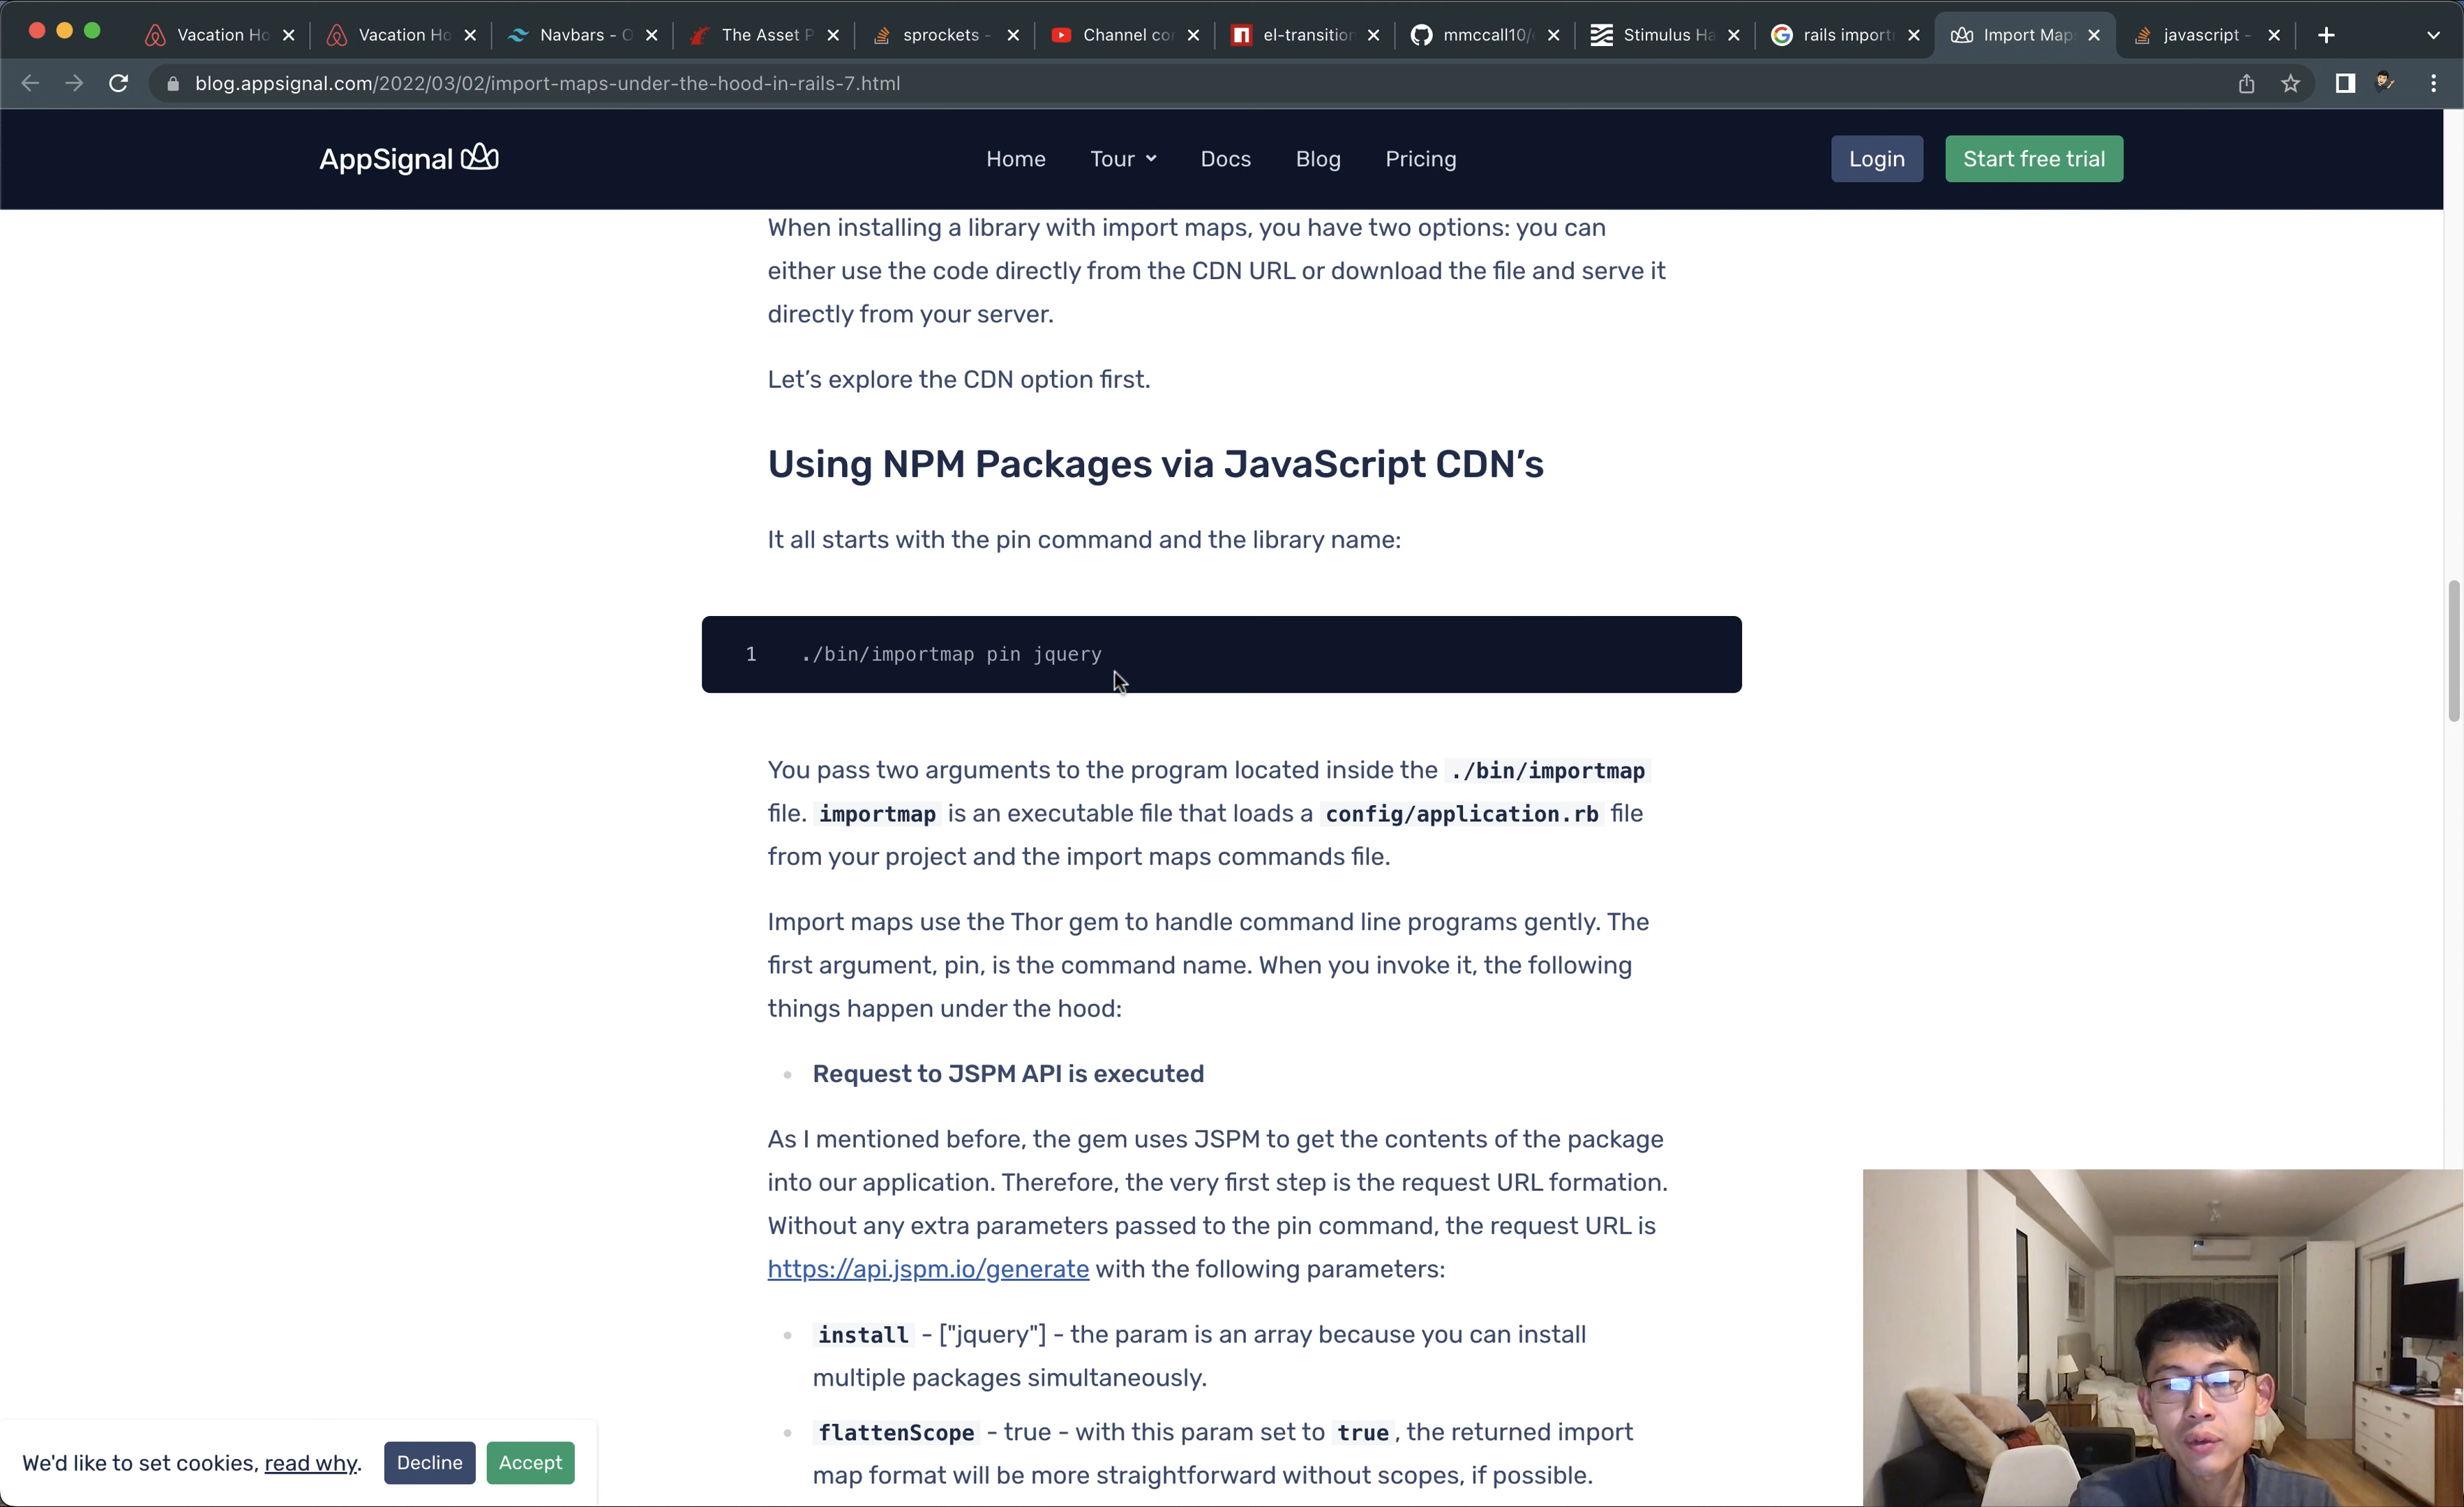 Vacation Ho
Vacation Ho
Navbars - O
The Asset P
sprockets -
Channel cor
el-transition
mmccall10/
Stimulus Ha
rails import
Import Map
javascript -
blog.appsignal.com/2022/03/02/import-maps-under-the-hood-in-rails-7.html
AppSignal
Home
Tour
Docs
Blog
Pricing
Login
Start free trial
When installing a library with import maps, you have two options: you can
either use the code directly from the CDN URL or download the file and serve it
directly from your server.
Let’s explore the CDN option first.
Using NPM Packages via JavaScript CDN’s
It all starts with the pin command and the library name:
1 ./bin/importmap pin jquery
You pass two arguments to the program located inside the ./bin/importmap
file. importmap is an executable file that loads a config/application.rb file
from your project and the import maps commands file.
Import maps use the Thor gem to handle command line programs gently. The
first argument, pin, is the command name. When you invoke it, the following
things happen under the hood:
Request to JSPM API is executed
As I mentioned before, the gem uses JSPM to get the contents of the package
into our application. Therefore, the very first step is the request URL formation.
Without any extra parameters passed to the pin command, the request URL is
https://api.jspm.io/generate with the following parameters:
install - ["jquery"] - the param is an array because you can install
multiple packages simultaneously.
flattenScope - true - with this param set to true, the returned import
map format will be more straightforward without scopes, if possible.
We'd like to set cookies, read why.
Decline
Accept